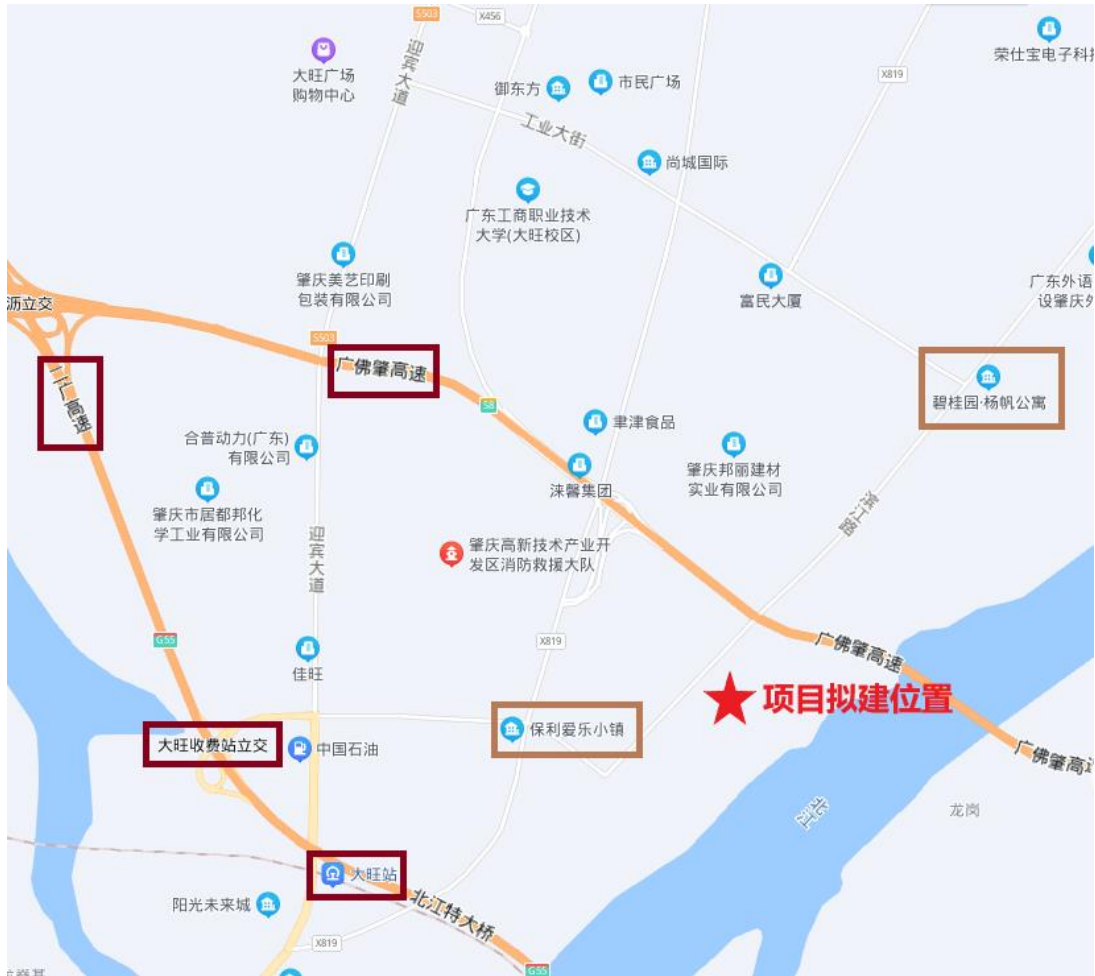 S503
X456
迎宾大道
大旺广场
购物中心
御东方
市民广场
X819
荣仕宝电子科技
工业大街
尚城国际
广东工商职业技术
大学(大旺校区)
肇庆美艺印刷
包装有限公司
富民大厦
广东外语
设肇庆外
沥立交
S503
广佛肇高速
二广高速
S8
碧桂园·杨帆公寓
聿津食品
合普动力(广东)
有限公司
涞馨集团
肇庆邦丽建材
实业有限公司
肇庆市居都邦化
学工业有限公司
滨江路
迎宾大道
肇庆高新技术产业开
发区消防救援大队
G55
X819
佳旺
广佛肇高速
项目拟建位置
保利爱乐小镇
大旺收费站立交
中国石油
广佛肇高速
北江
龙岗
大旺站
阳光未来城
北江特大桥
X819
G55